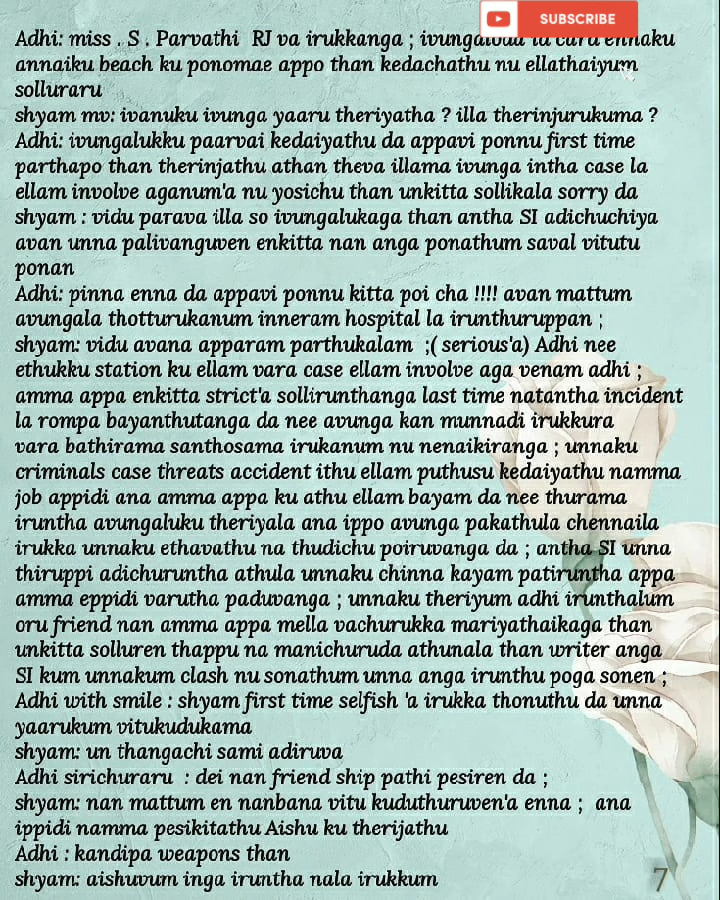 SUBSCRIBE
Adhi: miss . S . Parvathi RJ va irukkanga ; ivungaloda ennaku
annaiku beach ku ponomae appo than kedachathu nu ellathaiyum
solluraru
shyam mv: ivanuku ivunga yaaru theriyatha ? illa therinjurukuma ?
Adhi: ivungalukku paarvai kedaiyathu da appavi ponnu first time
parthapo than therinjathu athan theva illama ivunga intha case la
ellam involve aganum'a nu yosichu than unkitta sollikala sorry da
shyam : vidu parava illa so ivungalukaga than antha SI adichuchiya
avan unna palivanguven enkitta nan anga ponathum saval vitutu
ponan
Adhi: pinna enna da appavi ponnu kitta poi cha !!!! avan mattum
avungala thotturukanum inneram hospital la irunthuruppan ;
shyam: vidu avana apparam parthukalam ;( serious'a) Adhi nee
ethukku station ku ellam vara case ellam involve aga venam adhi ;
amma appa enkitta strict'a sollirunthanga last time natantha incident
la rompa bayanthutanga da nee avunga kan munnadi irukkura
vara bathirama santhosama irukanum nu nenaikiranga ; unnaku
criminals case threats accident ithu ellam puthusu kedaiyathu namma
job appidi ana amma appa ku athu ellam bayam da nee thurama
iruntha avungaluku theriyala ana ippo avunga pakathula chennaila
irukka unnaku ethavathu na thudichu poiruvanga da ; antha SI unna
thiruppi adichuruntha athula unnaku chinna kayam patiruntha appa
amma eppidi varutha paduvanga ; unnaku theriyum adhi irunthalum
oru friend nan amma appa mella vachurukka mariyathaikaga than
unkitta solluren thappu na manichuruda athunala than writer anga
SI kum unnakum clash nu sonathum unna anga irunthu poga sonen ;
Adhi with smile : shyam first time selfish 'a irukka thonuthu da unna
yaarukum vitukudukama
shyam: un thangachi sami adiruva
Adhi sirichuraru : dei nan friend ship pathi pesiren da ;
shyam: nan mattum en nanbana vitu kuduthuruven'a enna ; ana
ippidi namma pesikitathu Aishu ku therijathu
Adhi : kandipa weapons than
shyam: aishuvum inga iruntha nala irukkum
7